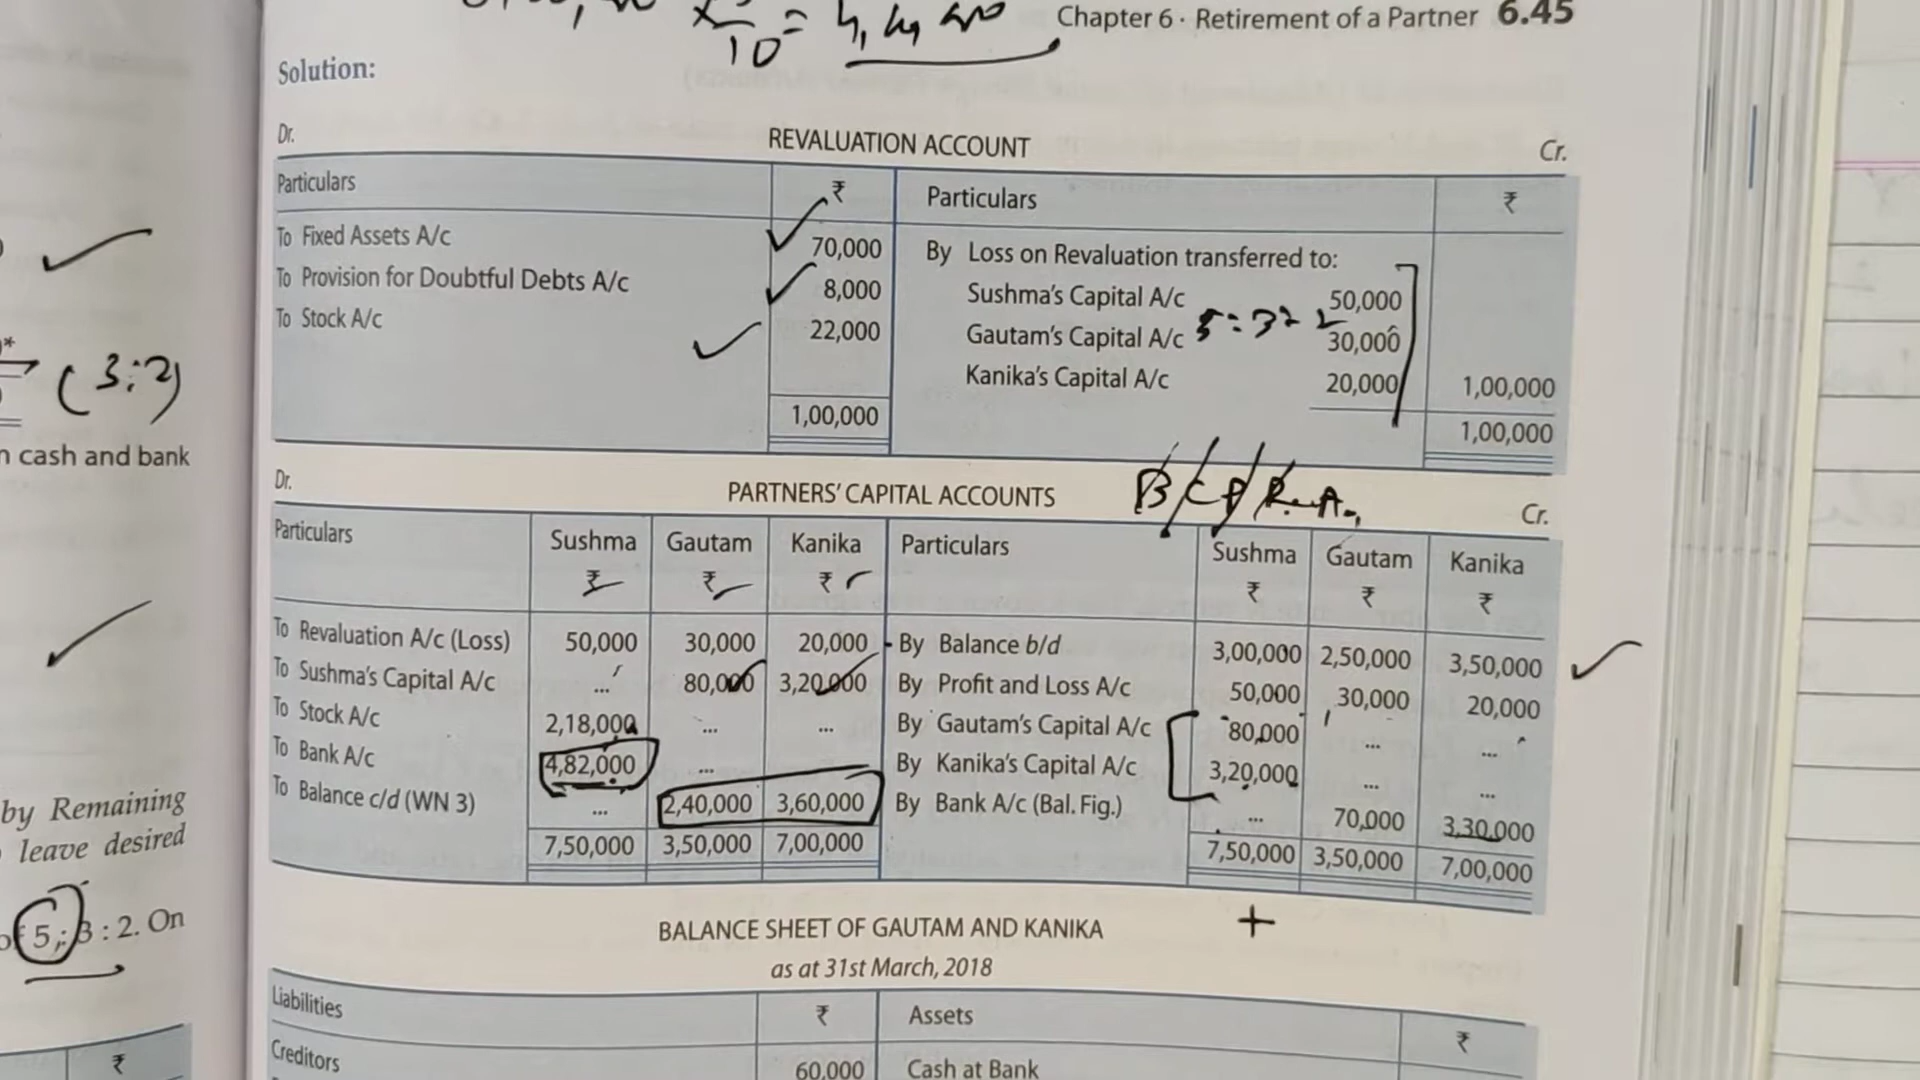 10 =
Chapter 6 · Retirement of a Partner 6.45
Solution:
Dr. REVALUATION ACCOUNT Cr.
Particulars ₹ Particulars ₹
To Fixed Assets A/c 70,000 By Loss on Revaluation transferred to:
To Provision for Doubtful Debts A/c 8,000 Sushma's Capital A/c 50,000
To Stock A/c 22,000 Gautam's Capital A/c 5:3:2 30,000
Kanika's Capital A/c 20,000 1,00,000
1,00,000 1,00,000
Dr. PARTNERS' CAPITAL ACCOUNTS Cr.
Particulars Sushma Gautam Kanika Particulars Sushma Gautam Kanika
₹ ₹ ₹ ₹ ₹ ₹
To Revaluation A/c (Loss) 50,000 30,000 20,000 By Balance b/d 3,00,000 2,50,000 3,50,000
To Sushma's Capital A/c ... 80,000 3,20,000 By Profit and Loss A/c 50,000 30,000 20,000
To Stock A/c 2,18,000 ... ... By Gautam's Capital A/c 80,000 ... ...
To Bank A/c 4,82,000 ... By Kanika's Capital A/c 3,20,000 ... ...
To Balance c/d (WN 3) ... 2,40,000 3,60,000 By Bank A/c (Bal. Fig.) ... 70,000 3,30,000
7,50,000 3,50,000 7,00,000 7,50,000 3,50,000 7,00,000
BALANCE SHEET OF GAUTAM AND KANIKA +
as at 31st March, 2018
Liabilities ₹ Assets ₹
Creditors 60,000 Cash at Bank
(3:2)
cash and bank
by Remaining
leave desired
5 : 3 : 2. On
₹